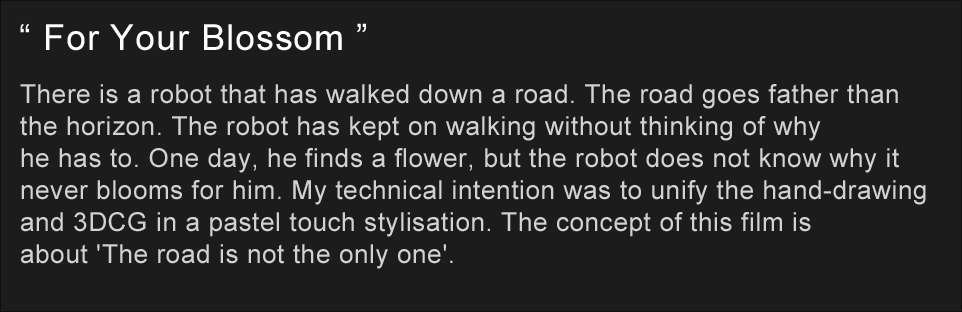 “ For Your Blossom ”
There is a robot that has walked down a road. The road goes father than
the horizon. The robot has kept on walking without thinking of why
he has to. One day, he finds a flower, but the robot does not know why it
never blooms for him. My technical intention was to unify the hand-drawing
and 3DCG in a pastel touch stylisation. The concept of this film is
about 'The road is not the only one'.